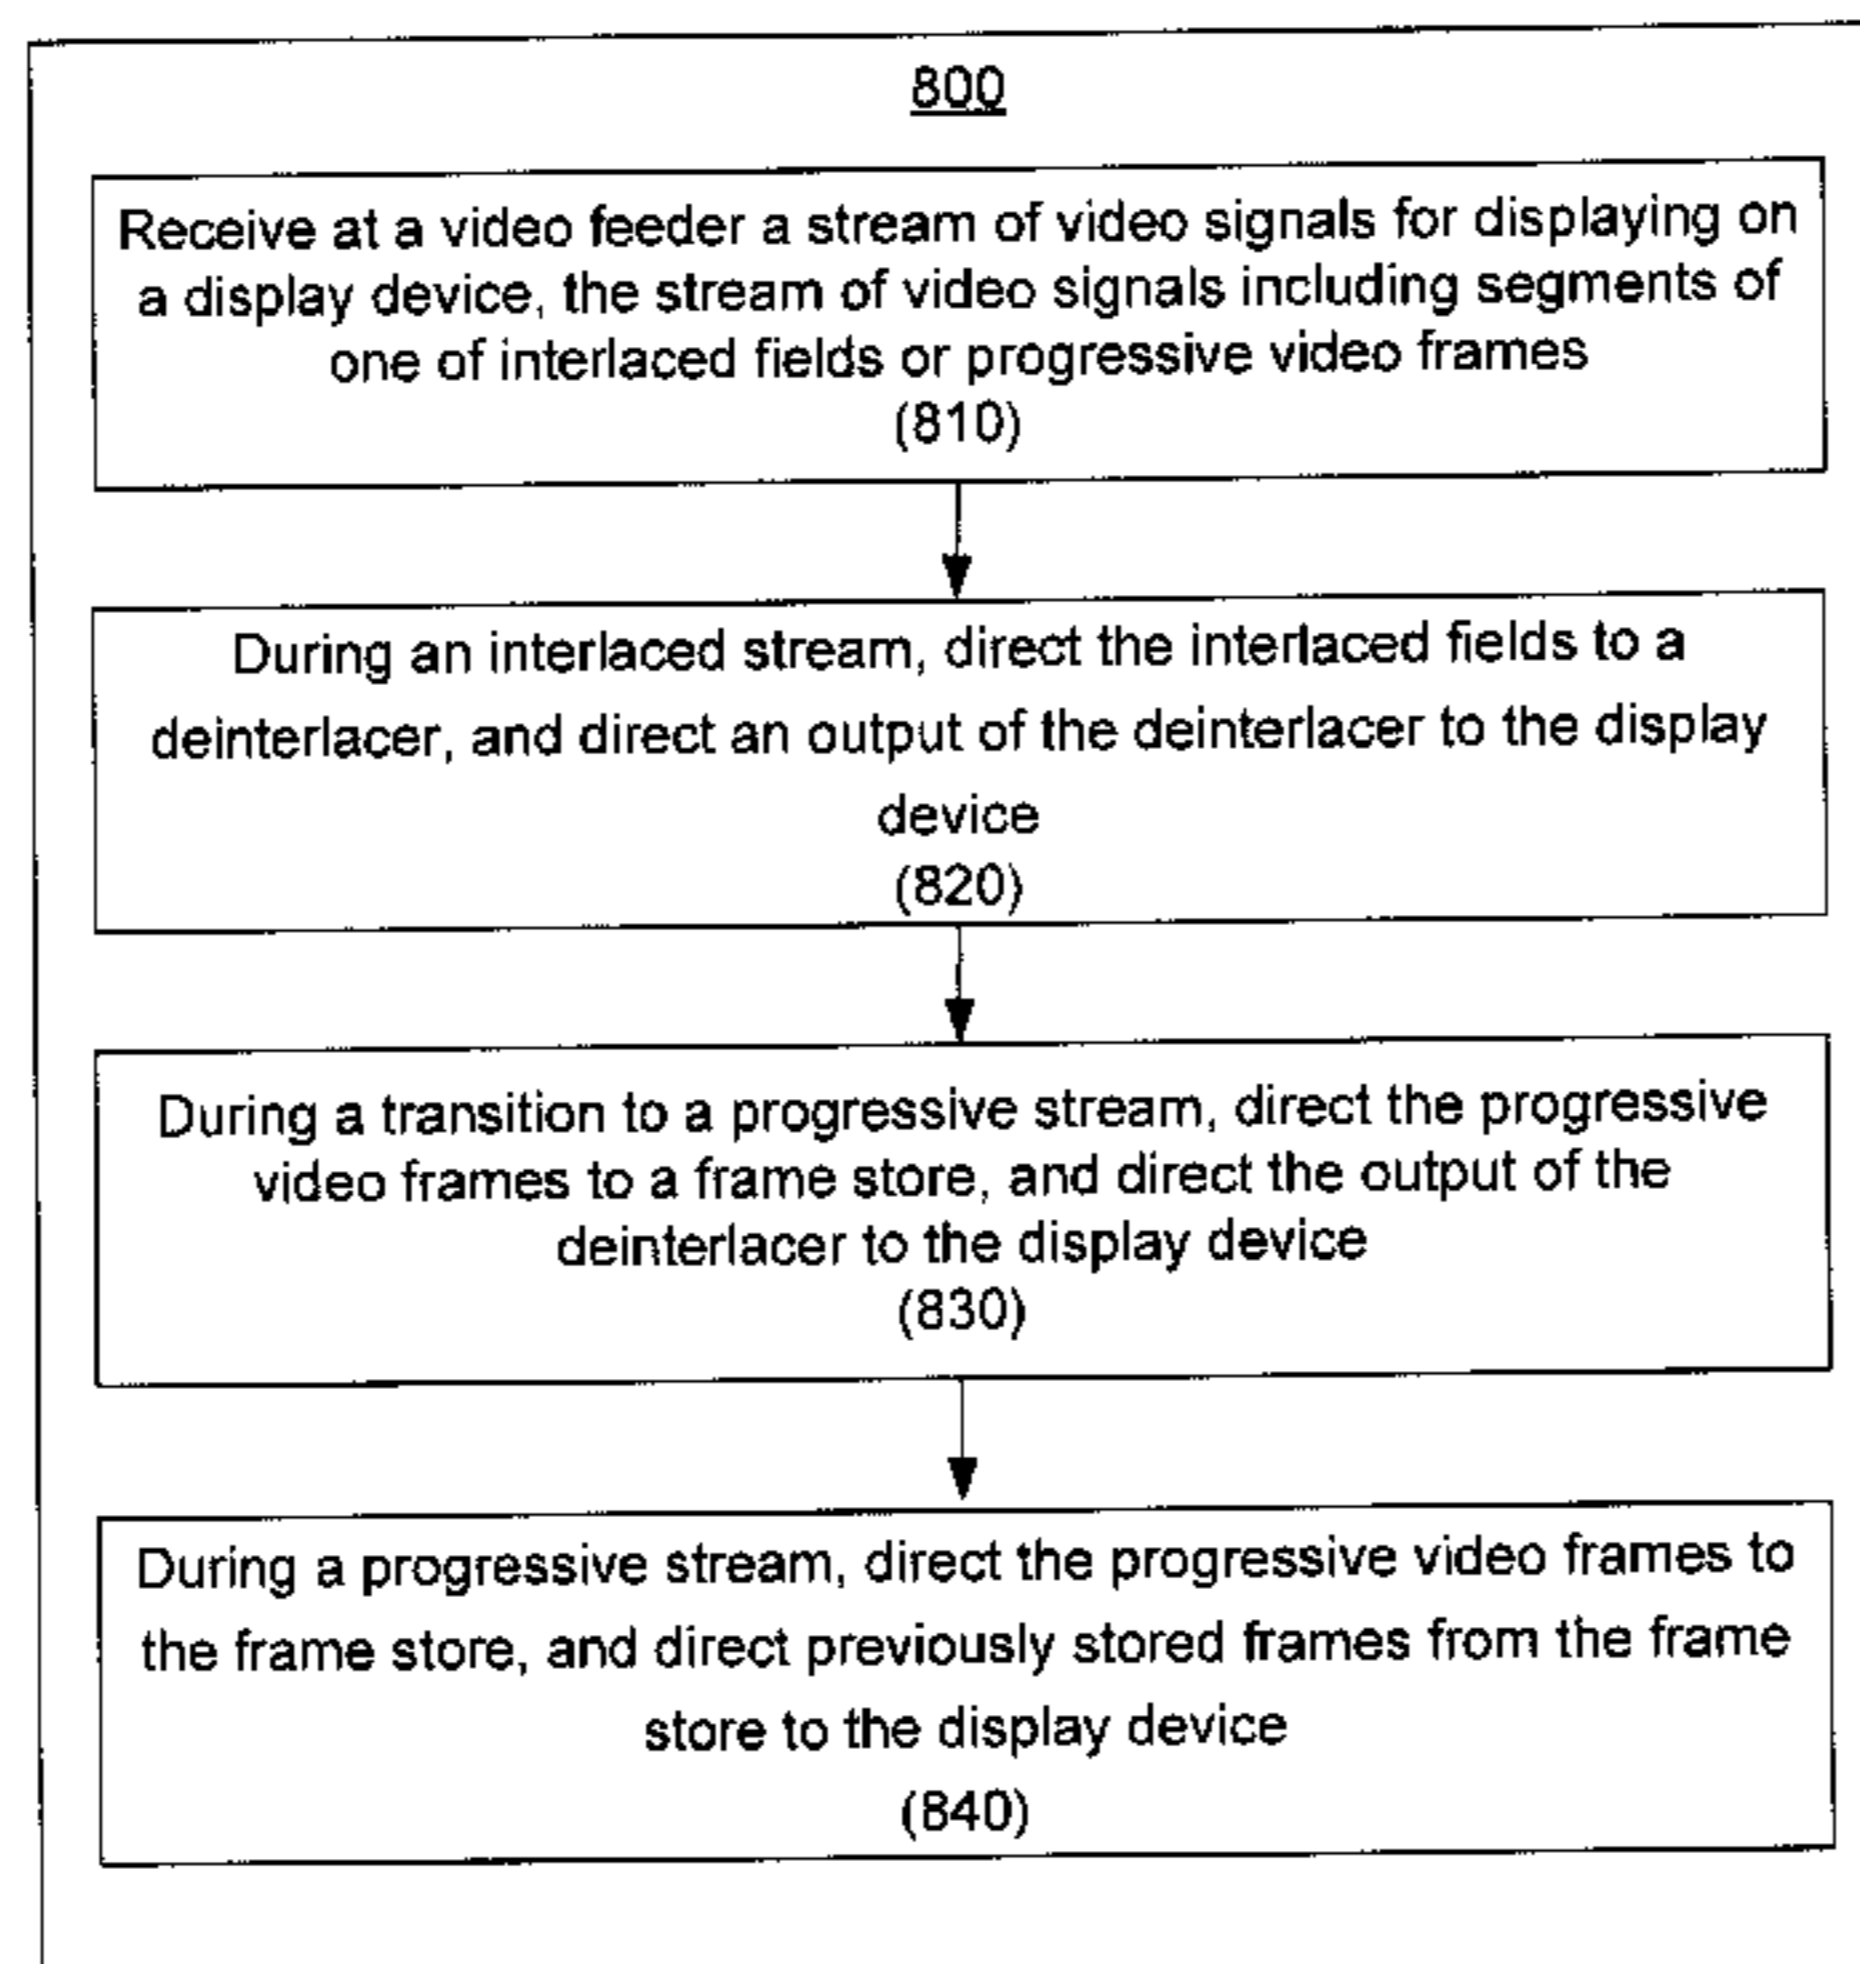 800
Receive at a video feeder a stream of video signals for displaying on
a display device, the stream of video signals including segments of
one of interlaced fields or progressive video frames
(810)
During an interlaced stream, direct the interlaced fields to a
deinterlacer, and direct an output of the deinterlacer to the display
device
(820)
During a transition to a progressive stream, direct the progressive
video frames to a frame store, and direct the output of the
deinterlacer to the display device
(830)
During a progressive stream, direct the progressive video frames to
the frame store, and direct previously stored frames from the frame
store to the display device
(840)